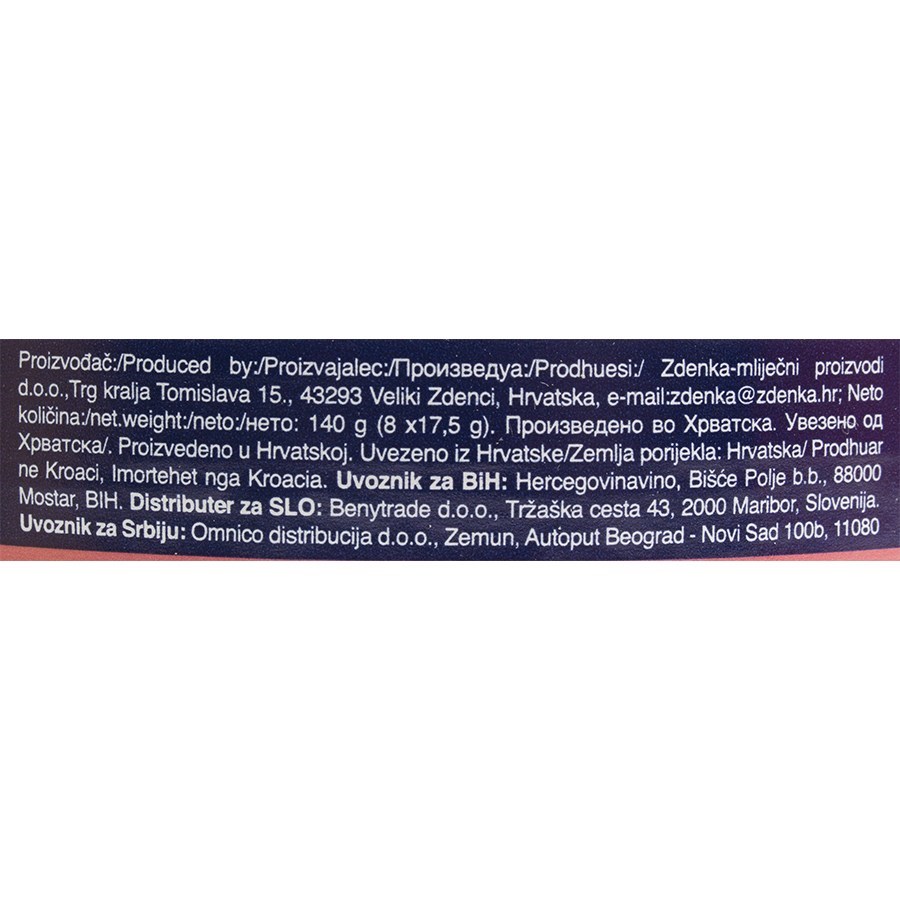 Proizvođač:/Produced by:/Proizvajalec:/Произведуа:/Prodhuesi:/ Zdenka-mliječni proizvodi
d.o.o.,Trg kralja Tomislava 15., 43293 Veliki Zdenci, Hrvatska, e-mail:zdenka@zdenka.hr; Neto
količina:/net.weight:/neto:/нето: 140 g (8 x17,5 g). Произведено во Хрватска. Увезено од
Хрватска/. Proizvedeno u Hrvatskoj. Uvezeno iz Hrvatske/Zemlja porijekla: Hrvatska/ Prodhuar
ne Kroaci, Imortehet nga Kroacia. Uvoznik za BiH: Hercegovinavino, Bišće Polje b.b., 88000
Mostar, BIH. Distributer za SLO: Benytrade d.o.o., Tržaška cesta 43, 2000 Maribor, Slovenija.
Uvoznik za Srbiju: Omnico distribucija d.o.o., Zemun, Autoput Beograd - Novi Sad 100b, 11080